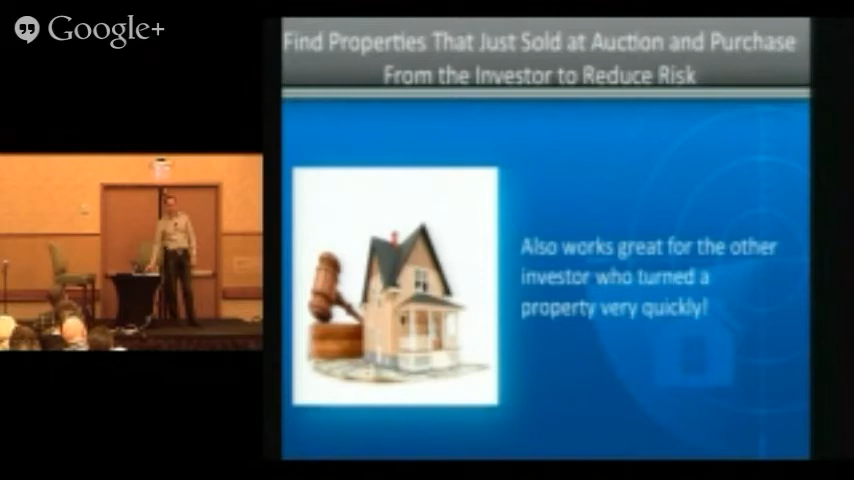 Google+
Find Properties That Just Sold at Auction and Purchase
From the Investor to Reduce Risk
Also works great for the other
investor who turned a
property very quickly!